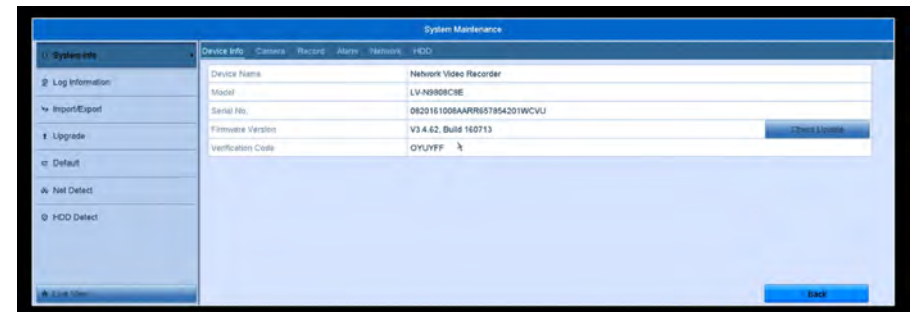 System Maintenance
System Info
Device Info Camera Record Alarm Network HDD
Log Information
Import/Export
Upgrade
Default
Net Detect
HDD Detect
Live View
Device Name Network Video Recorder
Model LV-N9808C8E
Serial No. 0820161008AARR657854201WCVU
Firmware Version V3.4.62, Build 160713 Check Update
Verification Code OYUYFF
Back